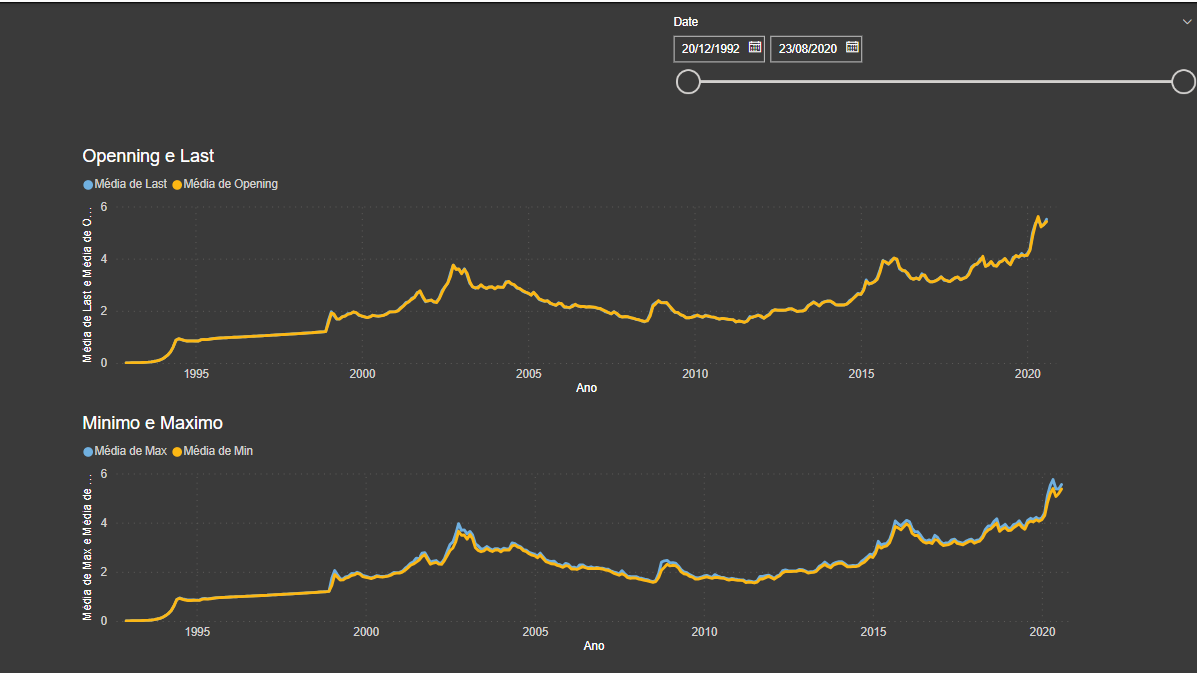 Date
20/12/1992 23/08/2020
Openning e Last
Média de Last Média de Opening
Média de Last e Média de O...
6
4
2
0
1995 2000 2005 2010 2015 2020
Ano
Minimo e Maximo
Média de Max Média de Min
Média de Max e Média de ...
6
4
2
0
1995 2000 2005 2010 2015 2020
Ano